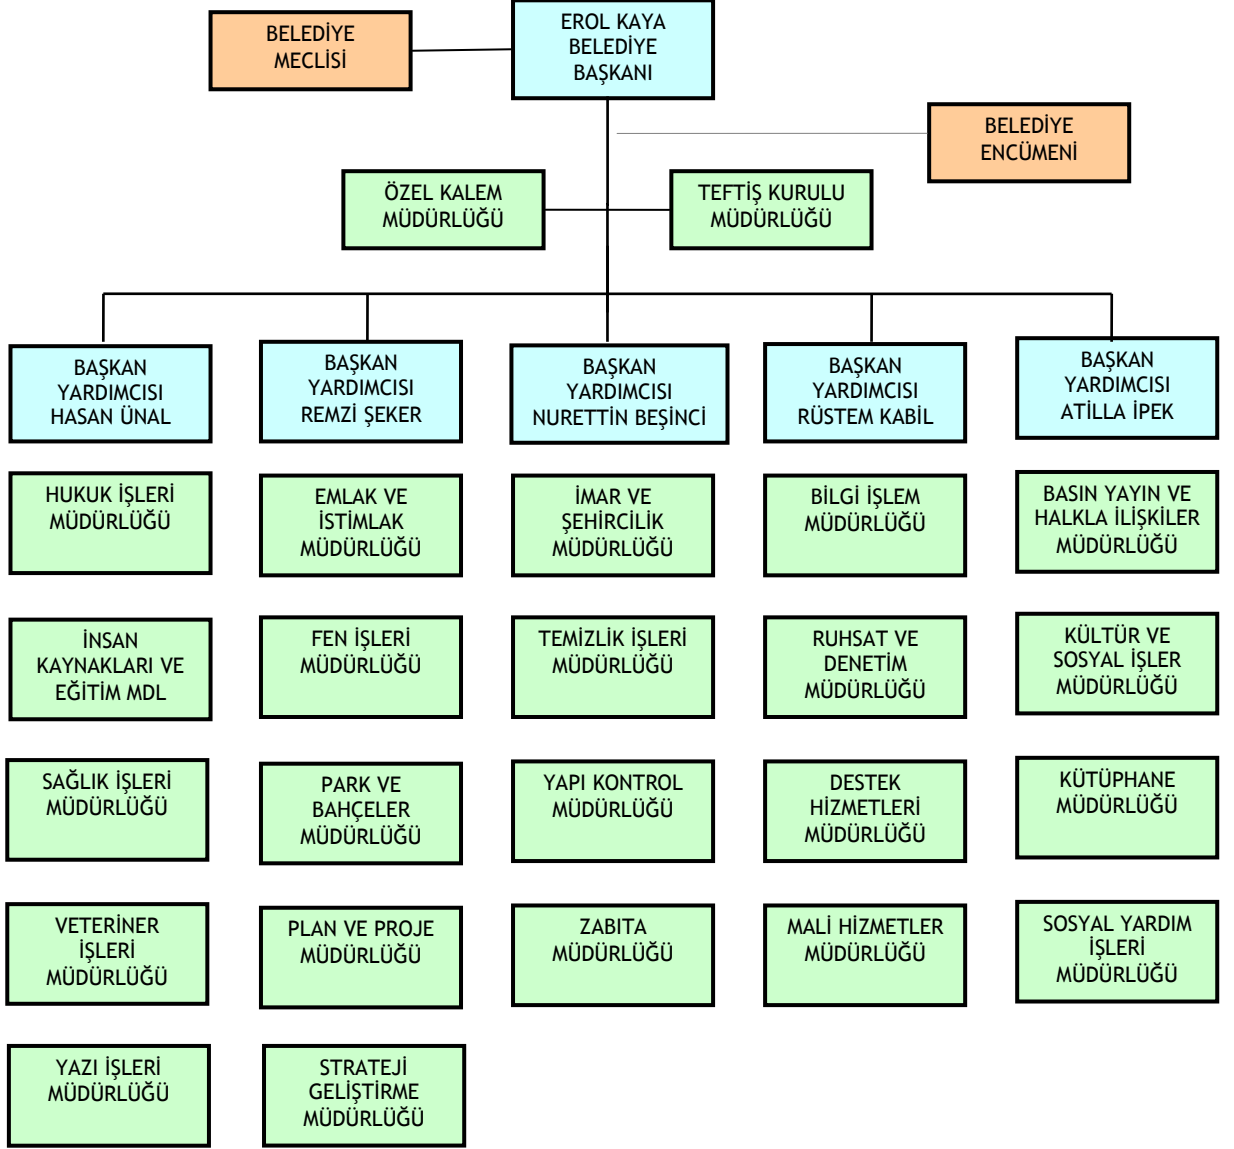 BELEDİYE
MECLİSİ
EROL KAYA
BELEDİYE
BAŞKANI
BELEDİYE
ENCÜMENİ
ÖZEL KALEM
MÜDÜRLÜĞÜ
TEFTİŞ KURULU
MÜDÜRLÜĞÜ
BAŞKAN
YARDIMCISI
HASAN ÜNAL
BAŞKAN
YARDIMCISI
REMZİ ŞEKER
BAŞKAN
YARDIMCISI
NURETTİN BEŞİNCİ
BAŞKAN
YARDIMCISI
RÜSTEM KABİL
BAŞKAN
YARDIMCISI
ATİLLA İPEK
HUKUK İŞLERİ
MÜDÜRLÜĞÜ
EMLAK VE
İSTİMLAK
MÜDÜRLÜĞÜ
İMAR VE
ŞEHİRCİLİK
MÜDÜRLÜĞÜ
BİLGİ İŞLEM
MÜDÜRLÜĞÜ
BASIN YAYIN VE
HALKLA İLİŞKİLER
MÜDÜRLÜĞÜ
İNSAN
KAYNAKLARI VE
EĞİTİM MDL
FEN İŞLERİ
MÜDÜRLÜĞÜ
TEMİZLİK İŞLERİ
MÜDÜRLÜĞÜ
RUHSAT VE
DENETİM
MÜDÜRLÜĞÜ
KÜLTÜR VE
SOSYAL İŞLER
MÜDÜRLÜĞÜ
SAĞLIK İŞLERİ
MÜDÜRLÜĞÜ
PARK VE
BAHÇELER
MÜDÜRLÜĞÜ
YAPI KONTROL
MÜDÜRLÜĞÜ
DESTEK
HİZMETLERİ
MÜDÜRLÜĞÜ
KÜTÜPHANE
MÜDÜRLÜĞÜ
VETERİNER
İŞLERİ
MÜDÜRLÜĞÜ
PLAN VE PROJE
MÜDÜRLÜĞÜ
ZABITA
MÜDÜRLÜĞÜ
MALİ HİZMETLER
MÜDÜRLÜĞÜ
SOSYAL YARDIM
İŞLERİ
MÜDÜRLÜĞÜ
YAZI İŞLERİ
MÜDÜRLÜĞÜ
STRATEJİ
GELİŞTİRME
MÜDÜRLÜĞÜ